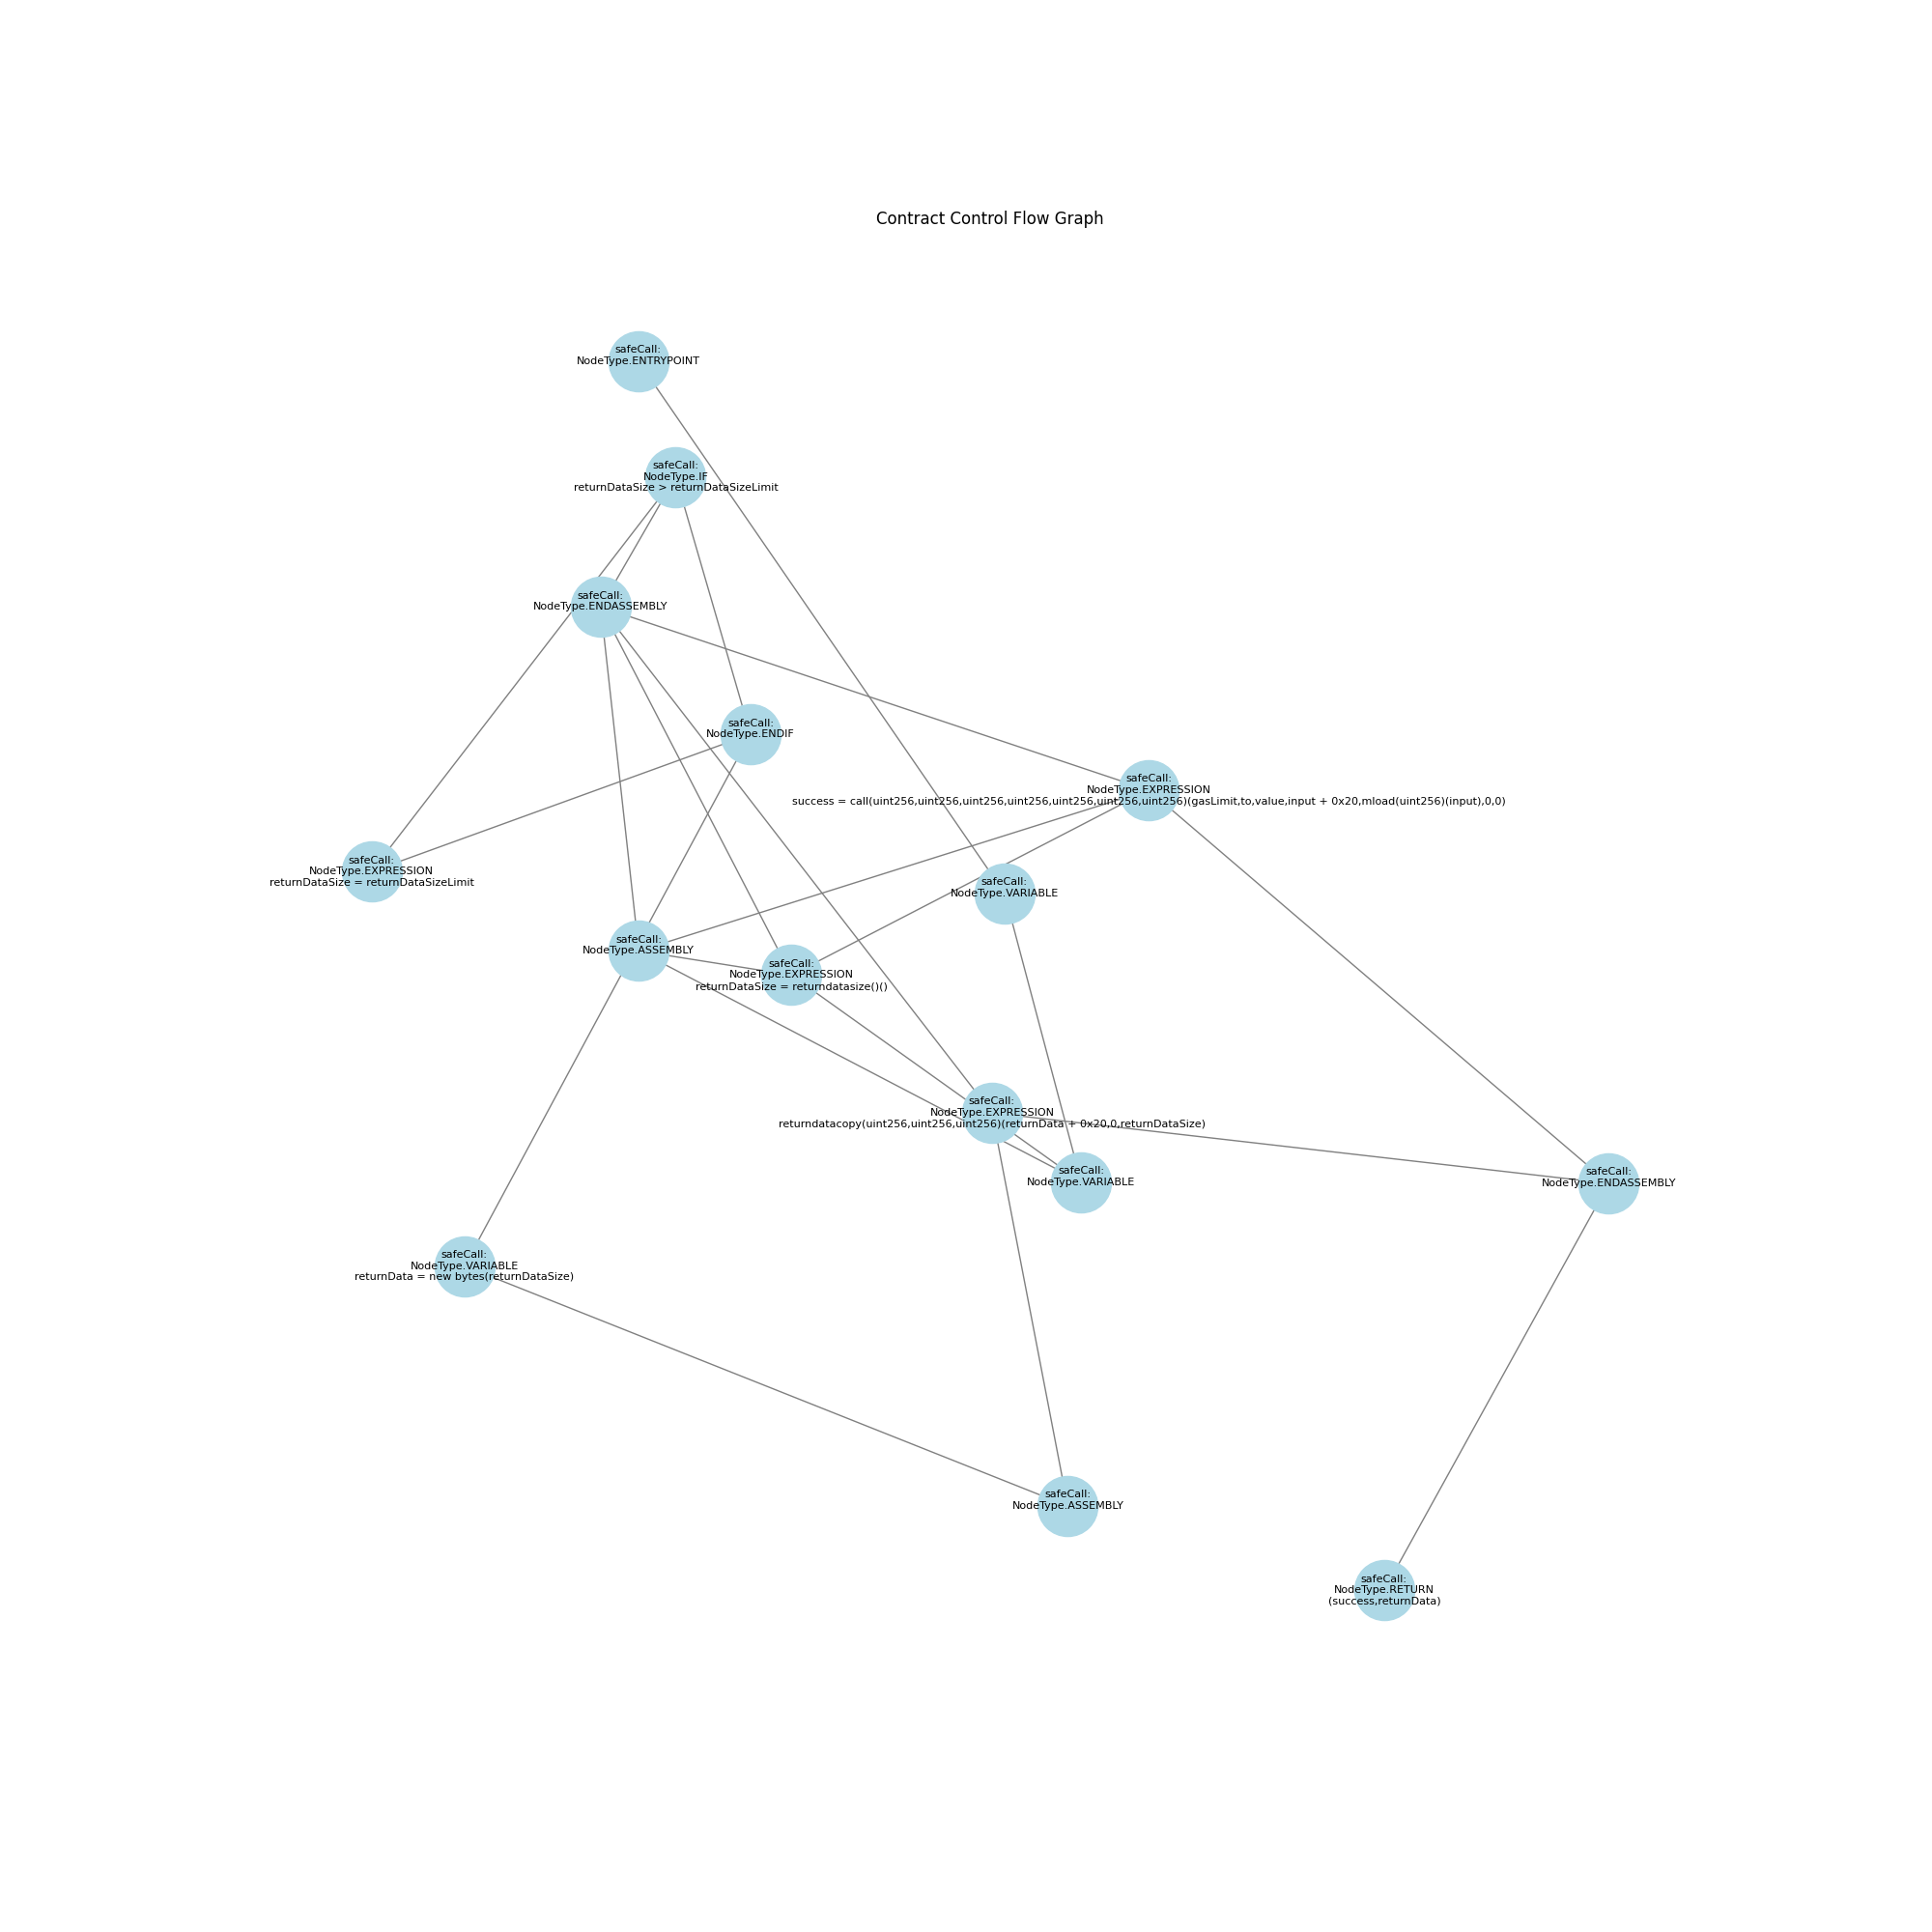 Contract Control Flow Graph
safeCall:
NodeType.ENTRYPOINT
safeCall:
NodeType.IF
returnDataSize > returnDataSizeLimit
safeCall:
NodeType.ENDASSEMBLY
safeCall:
NodeType.ENDIF
safeCall:
NodeType.EXPRESSION
success = call(uint256,uint256,uint256,uint256,uint256,uint256,uint256)(gasLimit,to,value,input + 0x20,mload(uint256)(input),0,0)
safeCall:
NodeType.EXPRESSION
returnDataSize = returnDataSizeLimit
safeCall:
NodeType.VARIABLE
safeCall:
NodeType.ASSEMBLY
safeCall:
NodeType.EXPRESSION
returnDataSize = returndatasize()()
safeCall:
NodeType.EXPRESSION
returndatacopy(uint256,uint256,uint256)(returnData + 0x20,0,returnDataSize)
safeCall:
NodeType.VARIABLE
safeCall:
NodeType.ENDASSEMBLY
safeCall:
NodeType.VARIABLE
returnData = new bytes(returnDataSize)
safeCall:
NodeType.ASSEMBLY
safeCall:
NodeType.RETURN
(success,returnData)